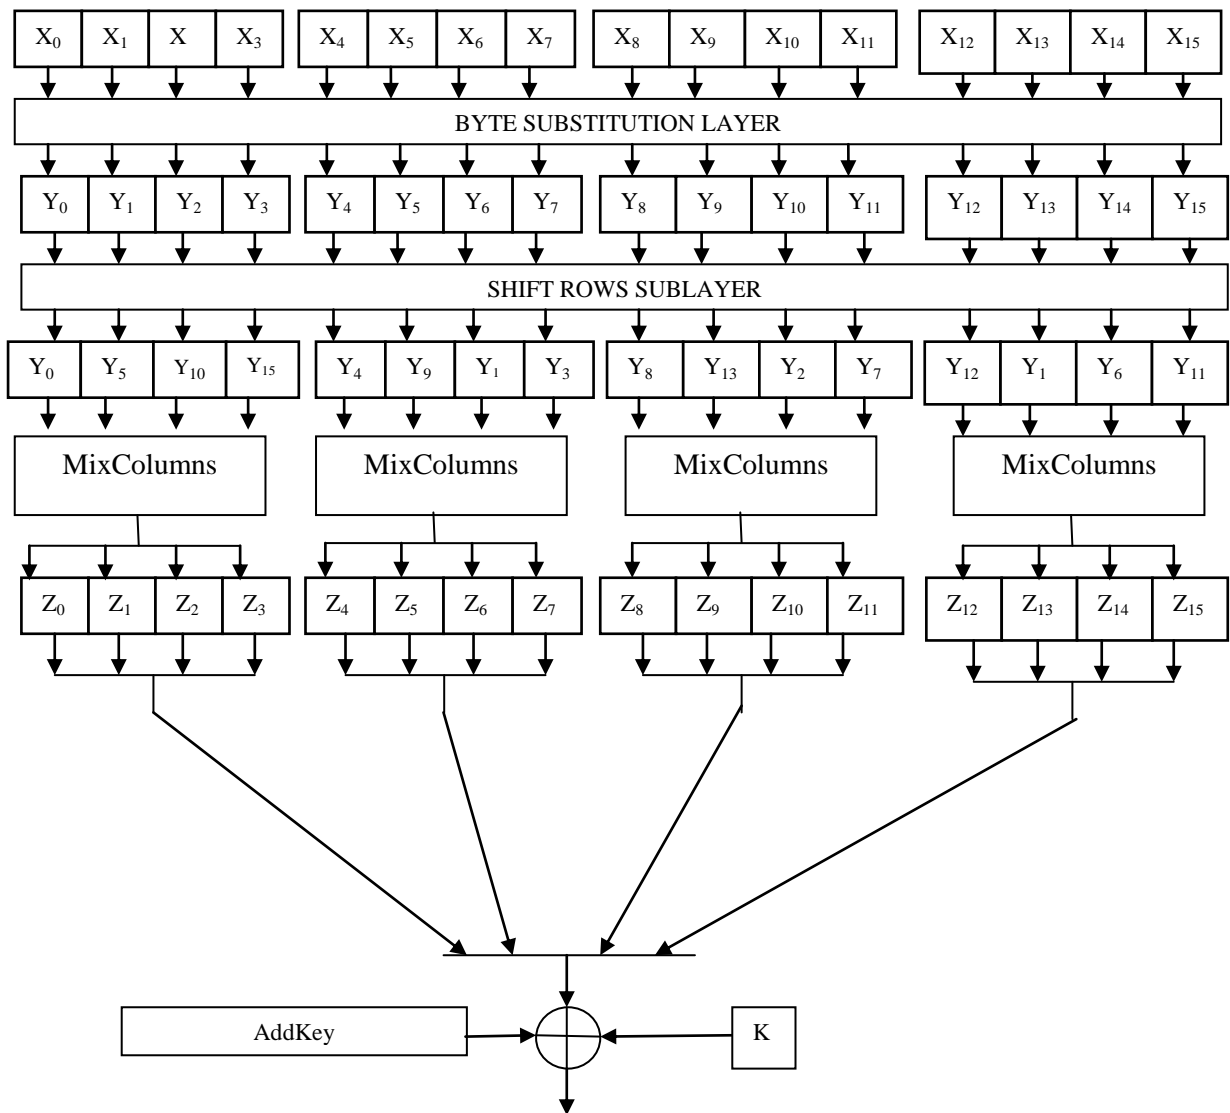 X₀ X₁ X X₃ X₄ X₅ X₆ X₇ X₈ X₉ X₁₀ X₁₁ X₁₂ X₁₃ X₁₄ X₁₅
BYTE SUBSTITUTION LAYER
Y₀ Y₁ Y₂ Y₃ Y₄ Y₅ Y₆ Y₇ Y₈ Y₉ Y₁₀ Y₁₁ Y₁₂ Y₁₃ Y₁₄ Y₁₅
SHIFT ROWS SUBLAYER
Y₀ Y₅ Y₁₀ Y₁₅ Y₄ Y₉ Y₁ Y₃ Y₈ Y₁₃ Y₂ Y₇ Y₁₂ Y₁ Y₆ Y₁₁
MixColumns MixColumns MixColumns MixColumns
Z₀ Z₁ Z₂ Z₃ Z₄ Z₅ Z₆ Z₇ Z₈ Z₉ Z₁₀ Z₁₁ Z₁₂ Z₁₃ Z₁₄ Z₁₅
AddKey K